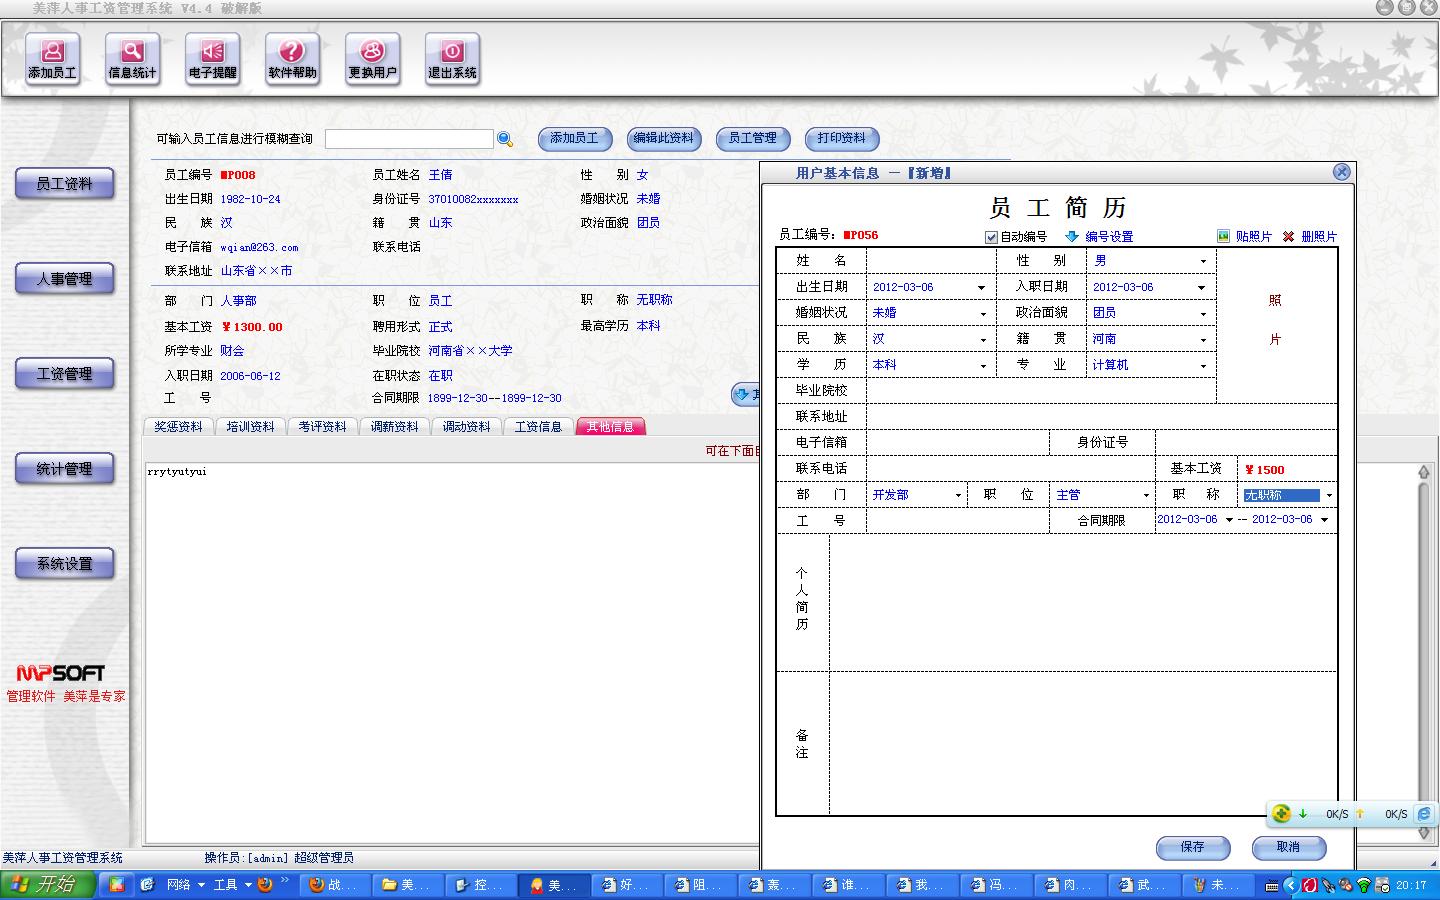 美萍人事工资管理系统 V4.4 破解版
添加员工 信息统计 电子提醒 软件帮助 更换用户 退出系统
可输入员工信息进行模糊查询 添加员工 编辑此资料 员工管理 打印资料
员工资料
人事管理
工资管理
统计管理
系统设置
MPSOFT
管理软件 美萍是专家
员工编号 MP008 员工姓名 王倩 性 别 女
出生日期 1982-10-24 身份证号 37010082xxxxxxx 婚姻状况 未婚
民 族 汉 籍 贯 山东 政治面貌 团员
电子信箱 wqian@263.com 联系电话
联系地址 山东省××市
部 门 人事部 职 位 员工 职 称 无职称
基本工资 ¥1300.00 聘用形式 正式 最高学历 本科
所学专业 财会 毕业院校 河南省××大学
入职日期 2006-06-12 在职状态 在职
工 号 合同期限 1899-12-30--1899-12-30
奖惩资料 培训资料 考评资料 调薪资料 调动资料 工资信息 其他信息
可在下面
rrytyutyui
用户基本信息 — 『新增』
员 工 简 历
员工编号: MP056 自动编号 编号设置 贴照片 删照片
姓 名 性 别 男
出生日期 2012-03-06 入职日期 2012-03-06
婚姻状况 未婚 政治面貌 团员
民 族 汉 籍 贯 河南
学 历 本科 专 业 计算机
照
片
毕业院校
联系地址
电子信箱 身份证号
联系电话 基本工资 ¥1500
部 门 开发部 职 位 主管 职 称 无职称
工 号 合同期限 2012-03-06 -- 2012-03-06
个
人
简
历
备
注
0K/S 0K/S
保存 取消
美萍人事工资管理系统 操作员:[admin] 超级管理员
开始 网络 工具 » 战... 美... 控... 美... 好... 阻... 轰... 谁... 我... 冯... 肉... 武... 未... 20:17